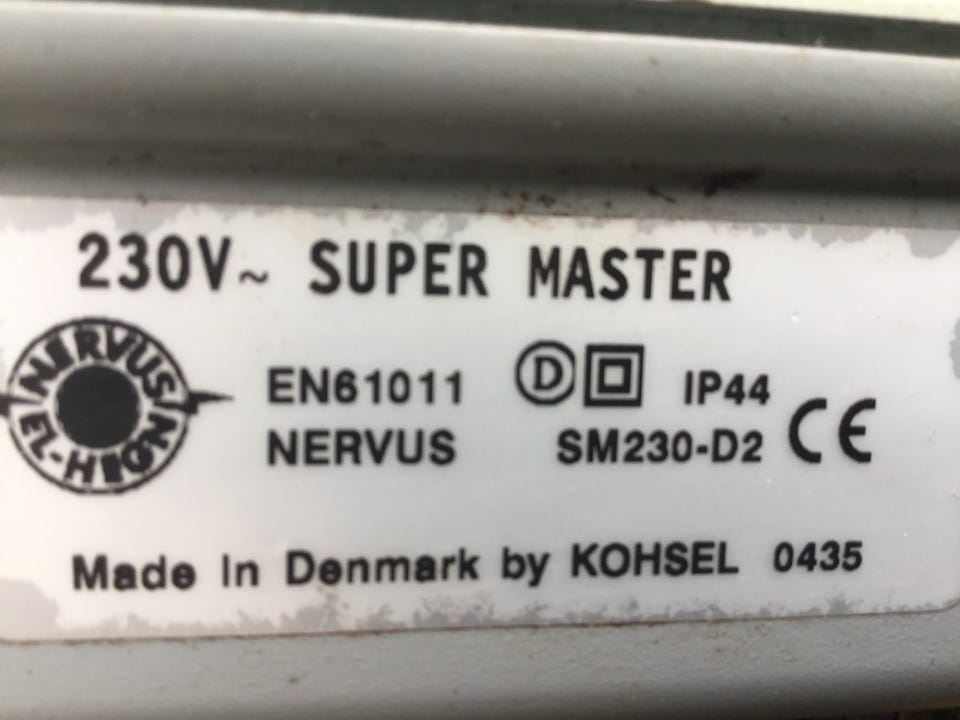 230V~ SUPER MASTER
NERVUS
EL-HEGN
EN61011 D IP44
NERVUS SM230-D2 CE
Made in Denmark by KOHSEL 0435